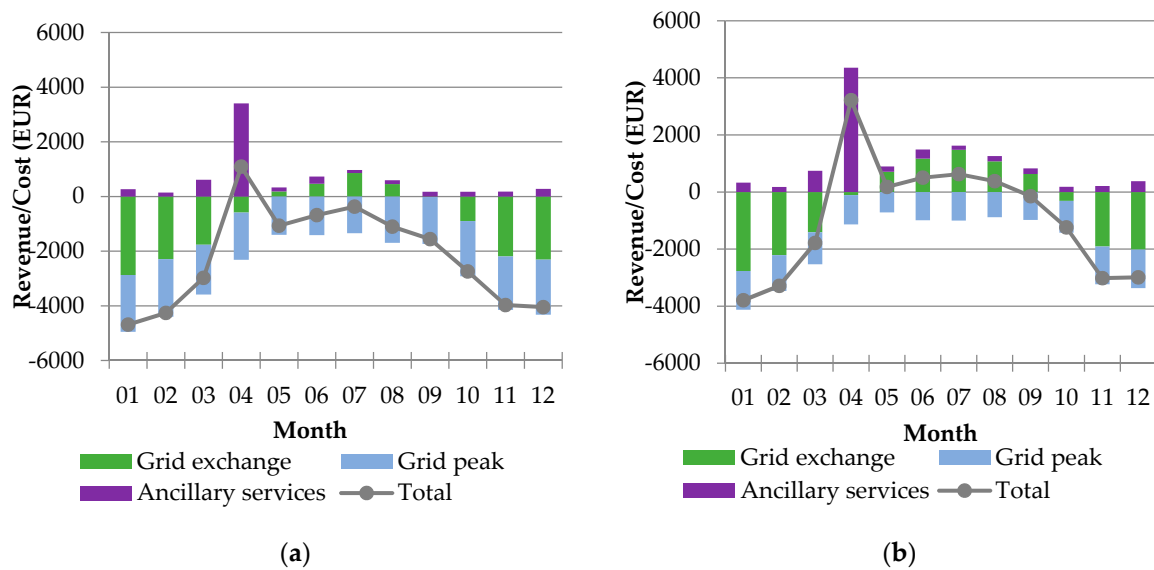 6000
4000
2000
0
-2000
-4000
-6000
Revenue/Cost (EUR)
01 02 03 04 05 06 07 08 09 10 11 12
Month
Grid exchange Grid peak
Ancillary services Total
(a)
6000
4000
2000
0
-2000
-4000
-6000
Revenue/Cost (EUR)
01 02 03 04 05 06 07 08 09 10 11 12
Month
Grid exchange Grid peak
Ancillary services Total
(b)